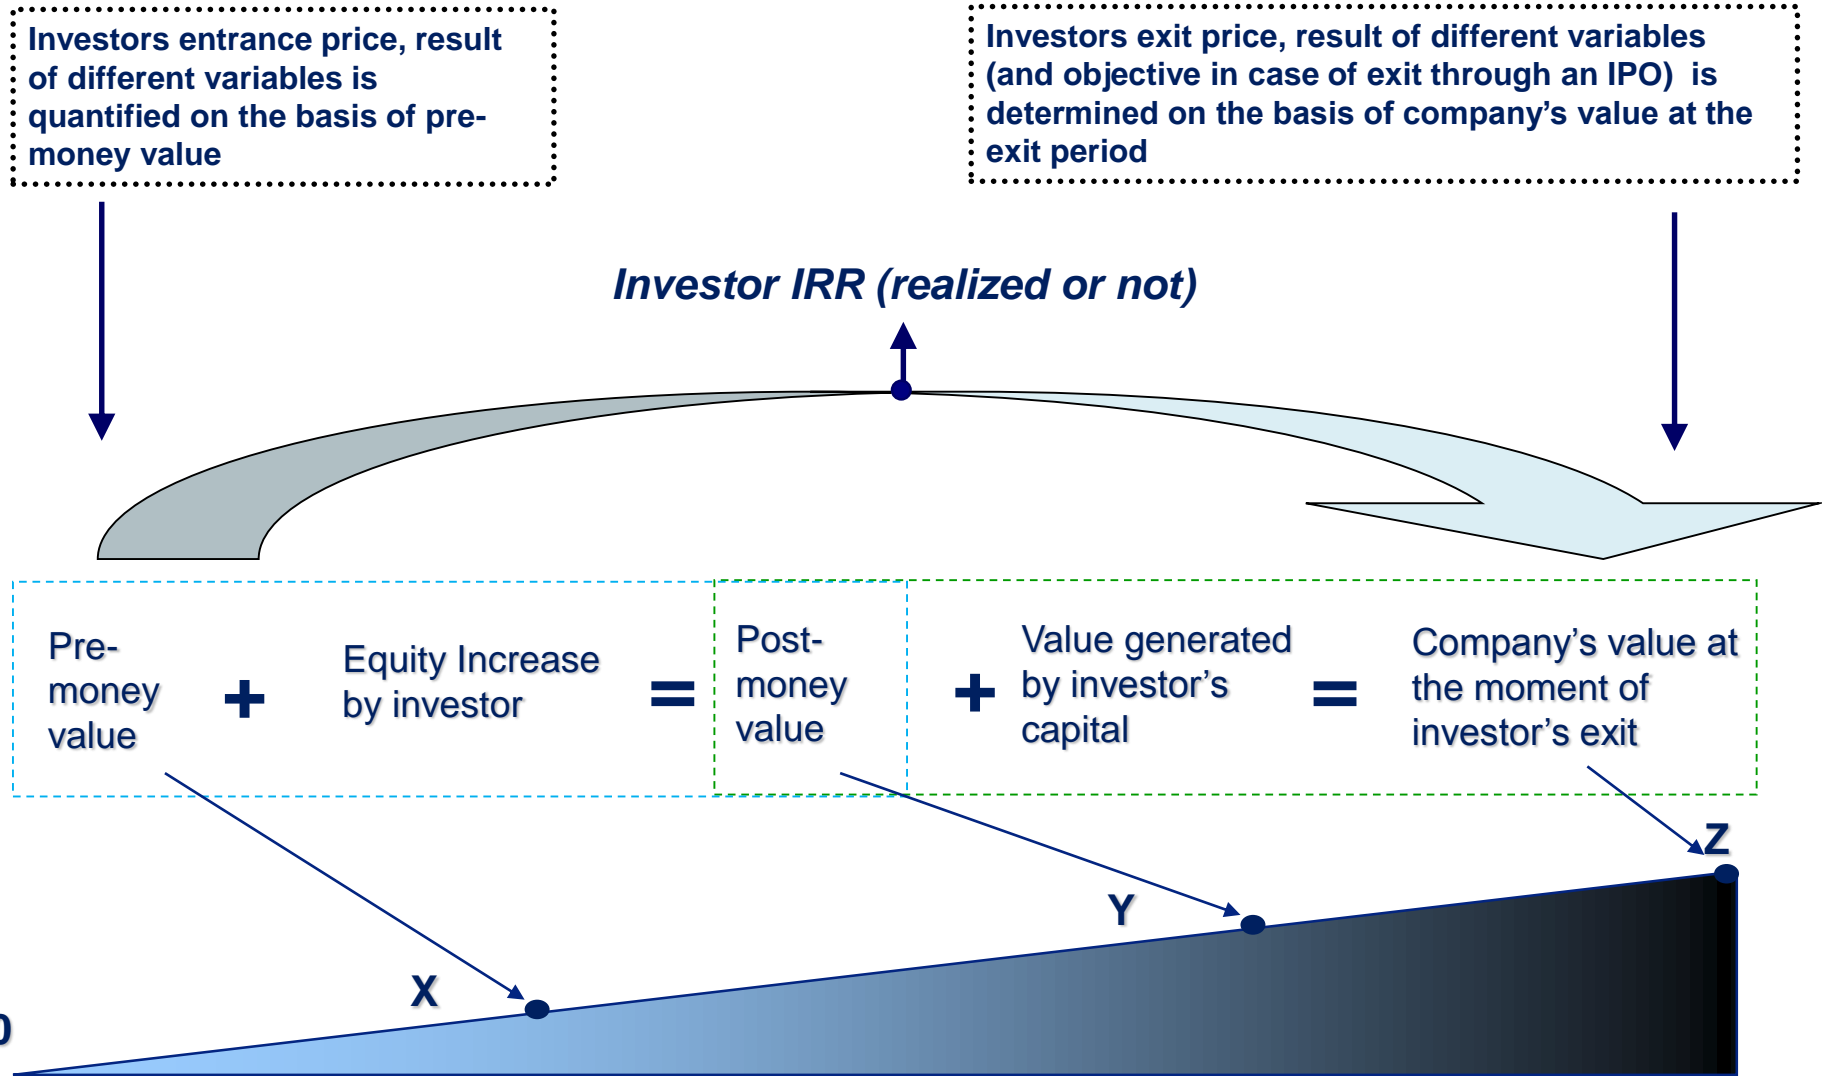 Investors entrance price, result
of different variables is
quantified on the basis of pre-
money value
Investors exit price, result of different variables
(and objective in case of exit through an IPO)  is
determined on the basis of company's value at the
exit period
Investor IRR (realized or not)
Pre-
money
value
+
Equity Increase
by investor
=
Post-
money
value
+
Value generated
by investor's
capital
=
Company's value at
the moment of
investor's exit
X
Y
Z
0